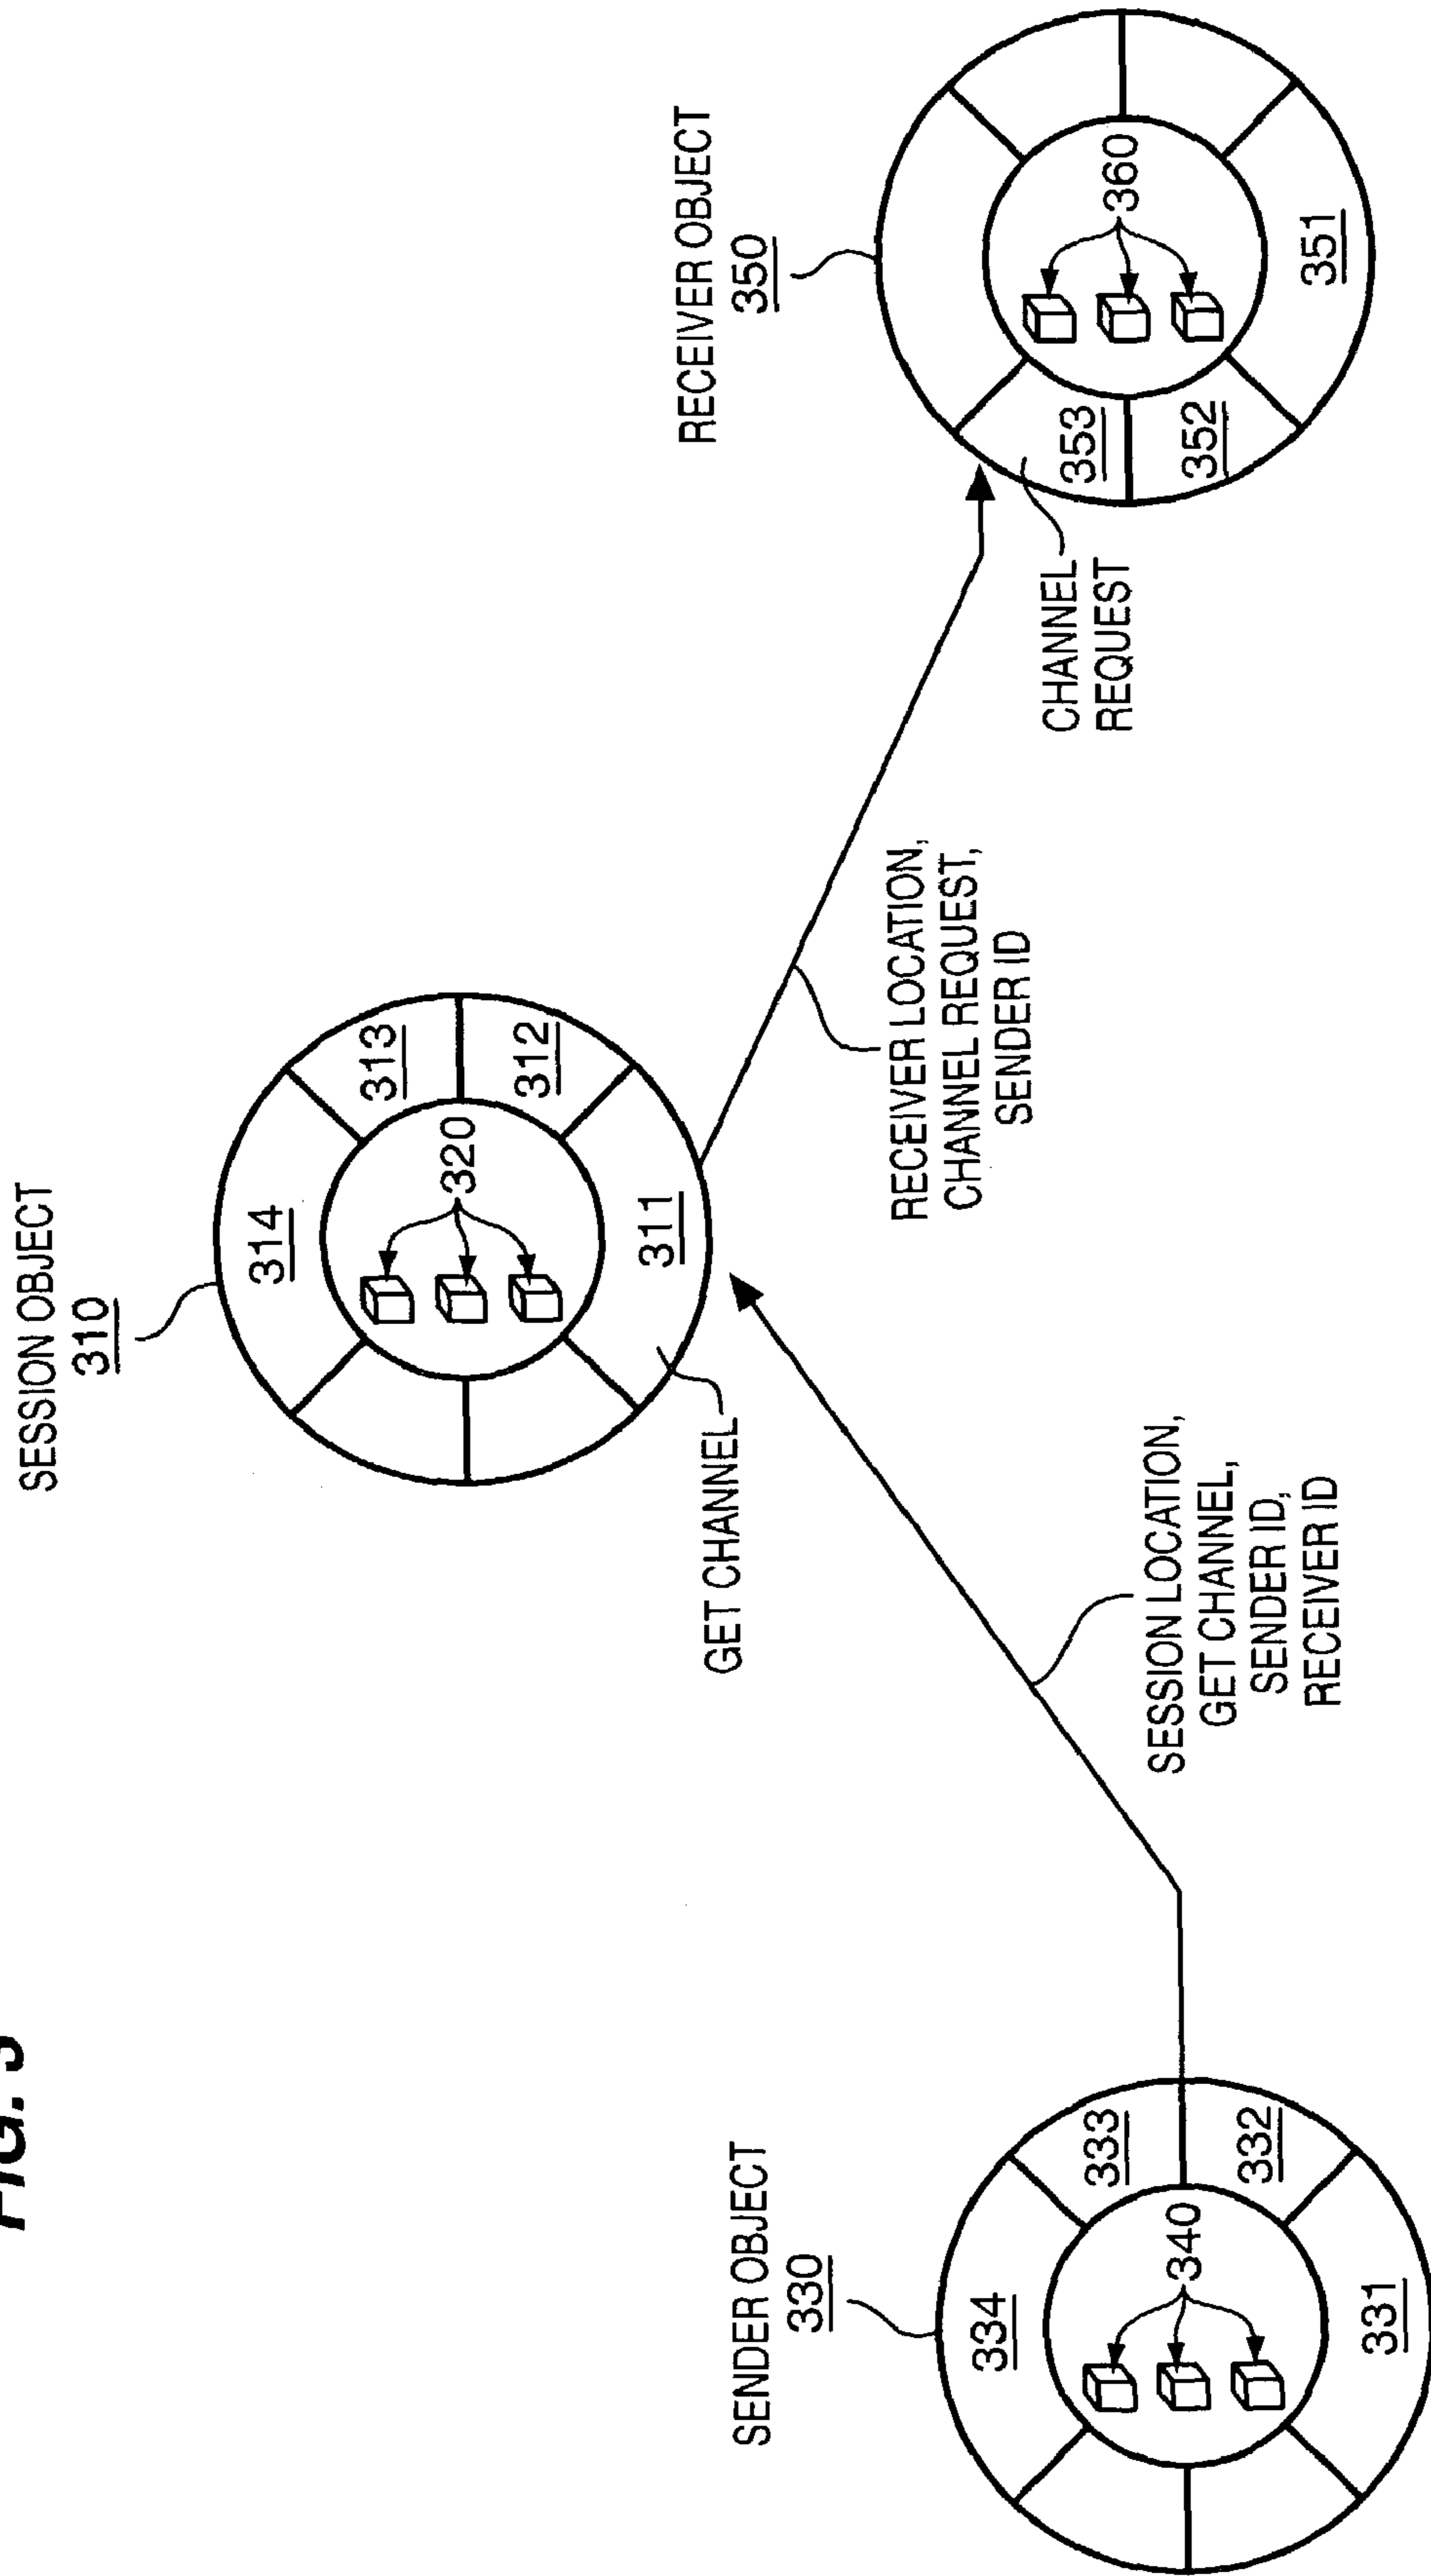 FIG. 3
SESSION OBJECT
310
314
313
320
312
311
GET CHANNEL
RECEIVER OBJECT
350
360
353
352
351
CHANNEL
REQUEST
RECEIVER LOCATION,
CHANNEL REQUEST,
SENDER ID
SENDER OBJECT
330
334
333
340
332
331
SESSION LOCATION,
GET CHANNEL,
SENDER ID,
RECEIVER ID